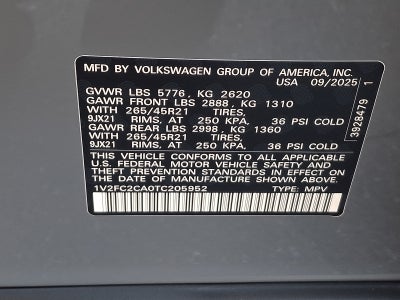 MFD BY VOLKSWAGEN GROUP OF AMERICA, INC.
USA 09/2025
GVWR LBS 5776, KG 2620
GAWR FRONT LBS 2888, KG 1310
WITH 265/45R21 TIRES,
9JX21 RIMS, AT 250 KPA, 36 PSI COLD
GAWR REAR LBS 2998, KG 1360
WITH 265/45R21 TIRES,
9JX21 RIMS, AT 250 KPA, 36 PSI COLD
THIS VEHICLE CONFORMS TO ALL APPLICABLE
U.S. FEDERAL MOTOR VEHICLE SAFETY AND
THEFT PREVENTION STANDARDS IN EFFECT ON
THE DATE OF MANUFACTURE SHOWN ABOVE.
1V2FC2CA0TC205952 TYPE: MPV
3928479 1